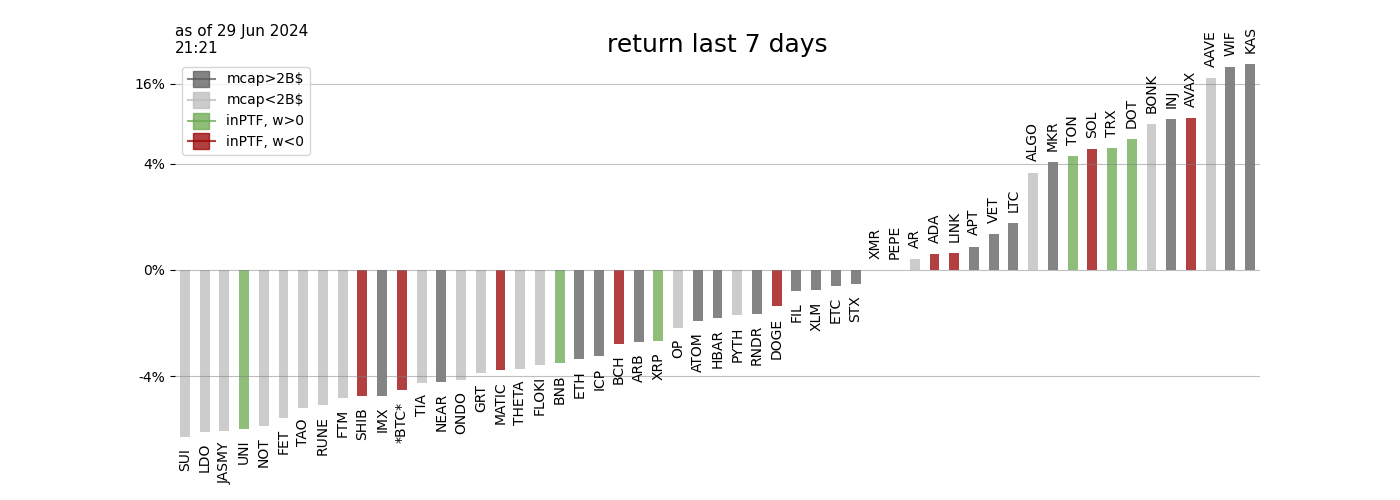 as of 29 Jun 2024
21:21
return last 7 days
mcap>2B$
mcap<2B$
inPTF, w>0
inPTF, w<0
16%
4%
0%
-4%
SUI
LDO
JASMY
UNI
NOT
FET
TAO
RUNE
FTM
SHIB
IMX
*BTC*
TIA
NEAR
ONDO
GRT
MATIC
THETA
FLOKI
BNB
ETH
ICP
BCH
ARB
XRP
OP
ATOM
HBAR
PYTH
RNDR
DOGE
FIL
XLM
ETC
STX
XMR
PEPE
AR
ADA
LINK
APT
VET
LTC
ALGO
MKR
TON
SOL
TRX
DOT
BONK
INJ
AVAX
AAVE
WIF
KAS